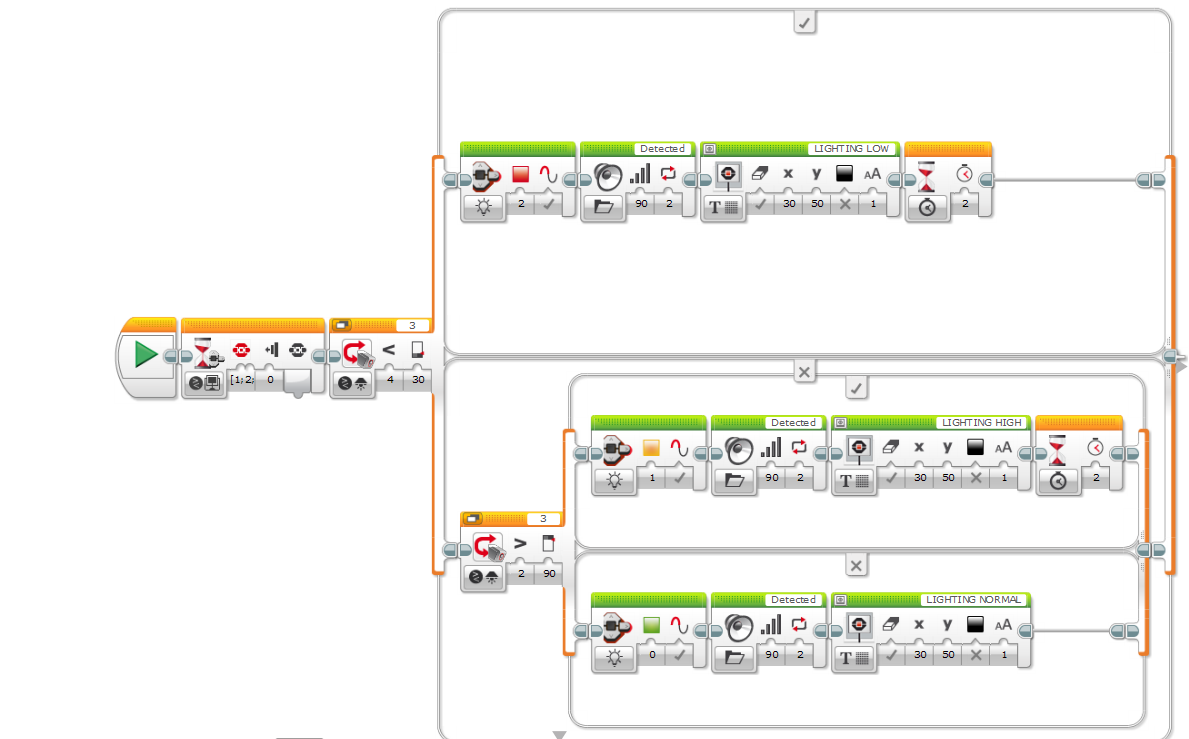 Detected LIGHTING LOW
x y AA
2 90 2 T 30 50 1 2
3
<
[1;2; 0 4 30
Detected LIGHTING HIGH
x y AA
1 90 2 T 30 50 1 2
3
>
2 90
Detected LIGHTING NORMAL
x y AA
0 90 2 T 30 50 1